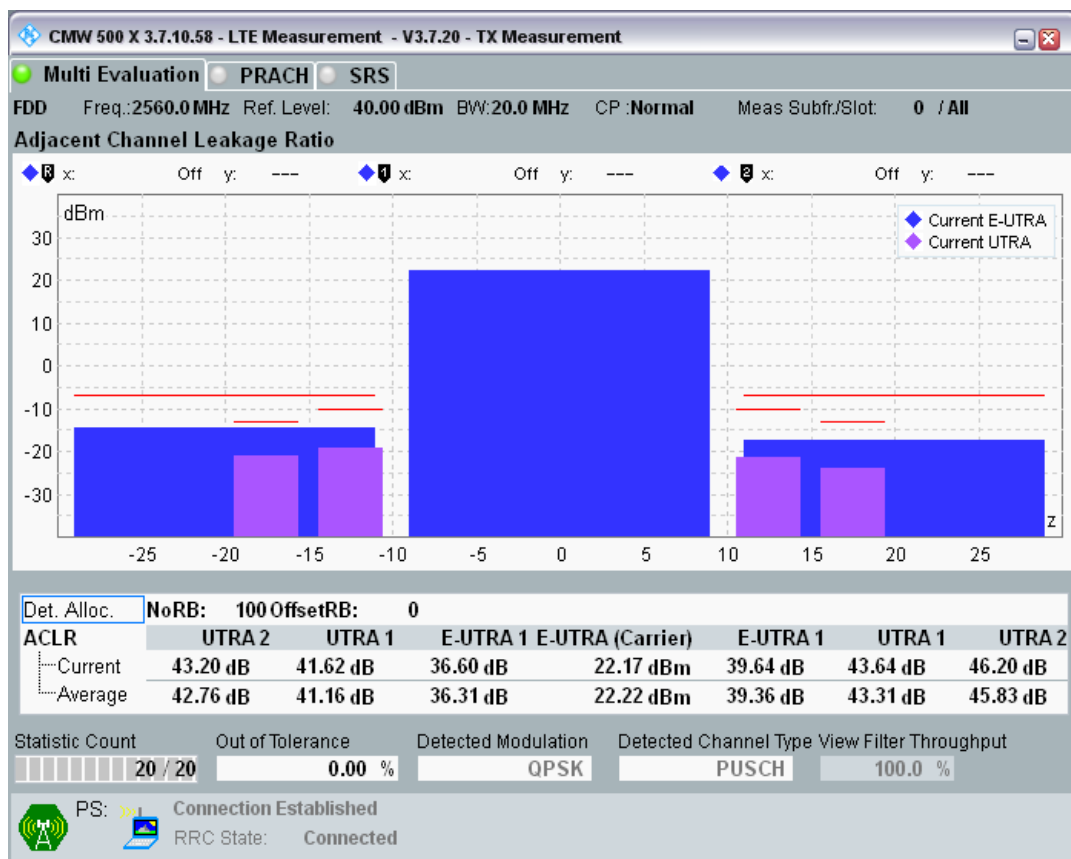 CMW 500 X 3.7.10.58 - LTE Measurement - V3.7.20 - TX Measurement
Multi Evaluation PRACH SRS
FDD Freq.:2560.0 MHz Ref. Level: 40.00 dBm BW:20.0 MHz CP :Normal Meas Subfr./Slot: 0 / All
Adjacent Channel Leakage Ratio
R x: Off y: --- 1 x: Off y: --- 2 x: Off y: ---
dBm
Current E-UTRA
Current UTRA
30
20
10
0
-10
-20
-30
z
-25 -20 -15 -10 -5 0 5 10 15 20 25
Det. Alloc. NoRB: 100 OffsetRB: 0
ACLR UTRA 2 UTRA 1 E-UTRA 1 E-UTRA (Carrier) E-UTRA 1 UTRA 1 UTRA 2
Current 43.20 dB 41.62 dB 36.60 dB 22.17 dBm 39.64 dB 43.64 dB 46.20 dB
Average 42.76 dB 41.16 dB 36.31 dB 22.22 dBm 39.36 dB 43.31 dB 45.83 dB
Statistic Count Out of Tolerance Detected Modulation Detected Channel Type View Filter Throughput
20 / 20 0.00 % QPSK PUSCH 100.0 %
PS: Connection Established
RRC State: Connected